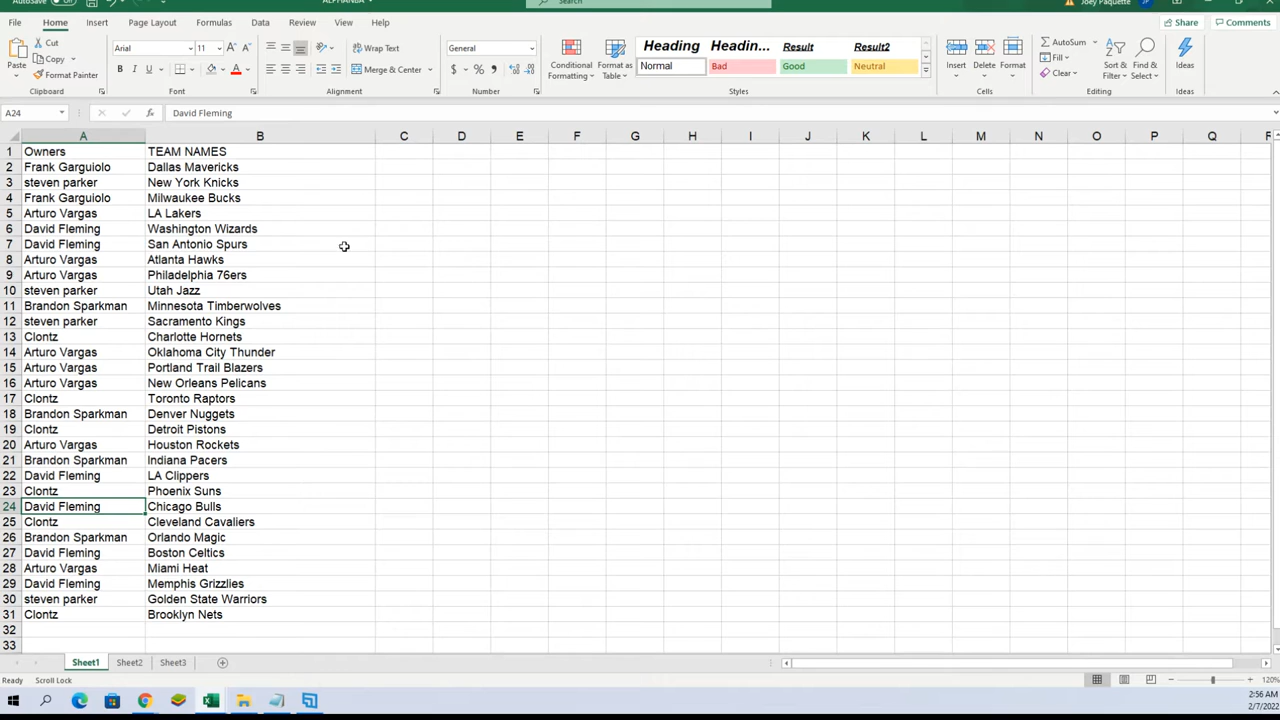 AutoSave Off ALPHANBA Search Joey Paquette JP
File Home Insert Page Layout Formulas Data Review View Help Share Comments
Paste Cut Copy Format Painter Clipboard
Arial 11 B I U Font
Wrap Text Merge & Center Alignment
General $ % Number
Conditional Formatting Format as Table
Heading Headin... Result Result2
Normal Bad Good Neutral
Styles
Insert Delete Format Cells
AutoSum Fill Clear Sort & Filter Find & Select Editing
Ideas Ideas
A24 fx David Fleming
A B C D E F G H I J K L M N O P Q
1 Owners TEAM NAMES
2 Frank Garguiolo Dallas Mavericks
3 steven parker New York Knicks
4 Frank Garguiolo Milwaukee Bucks
5 Arturo Vargas LA Lakers
6 David Fleming Washington Wizards
7 David Fleming San Antonio Spurs
8 Arturo Vargas Atlanta Hawks
9 Arturo Vargas Philadelphia 76ers
10 steven parker Utah Jazz
11 Brandon Sparkman Minnesota Timberwolves
12 steven parker Sacramento Kings
13 Clontz Charlotte Hornets
14 Arturo Vargas Oklahoma City Thunder
15 Arturo Vargas Portland Trail Blazers
16 Arturo Vargas New Orleans Pelicans
17 Clontz Toronto Raptors
18 Brandon Sparkman Denver Nuggets
19 Clontz Detroit Pistons
20 Arturo Vargas Houston Rockets
21 Brandon Sparkman Indiana Pacers
22 David Fleming LA Clippers
23 Clontz Phoenix Suns
24 David Fleming Chicago Bulls
25 Clontz Cleveland Cavaliers
26 Brandon Sparkman Orlando Magic
27 David Fleming Boston Celtics
28 Arturo Vargas Miami Heat
29 David Fleming Memphis Grizzlies
30 steven parker Golden State Warriors
31 Clontz Brooklyn Nets
32
33
Sheet1 Sheet2 Sheet3
Ready Scroll Lock 120%
2:56 AM
2/7/2022